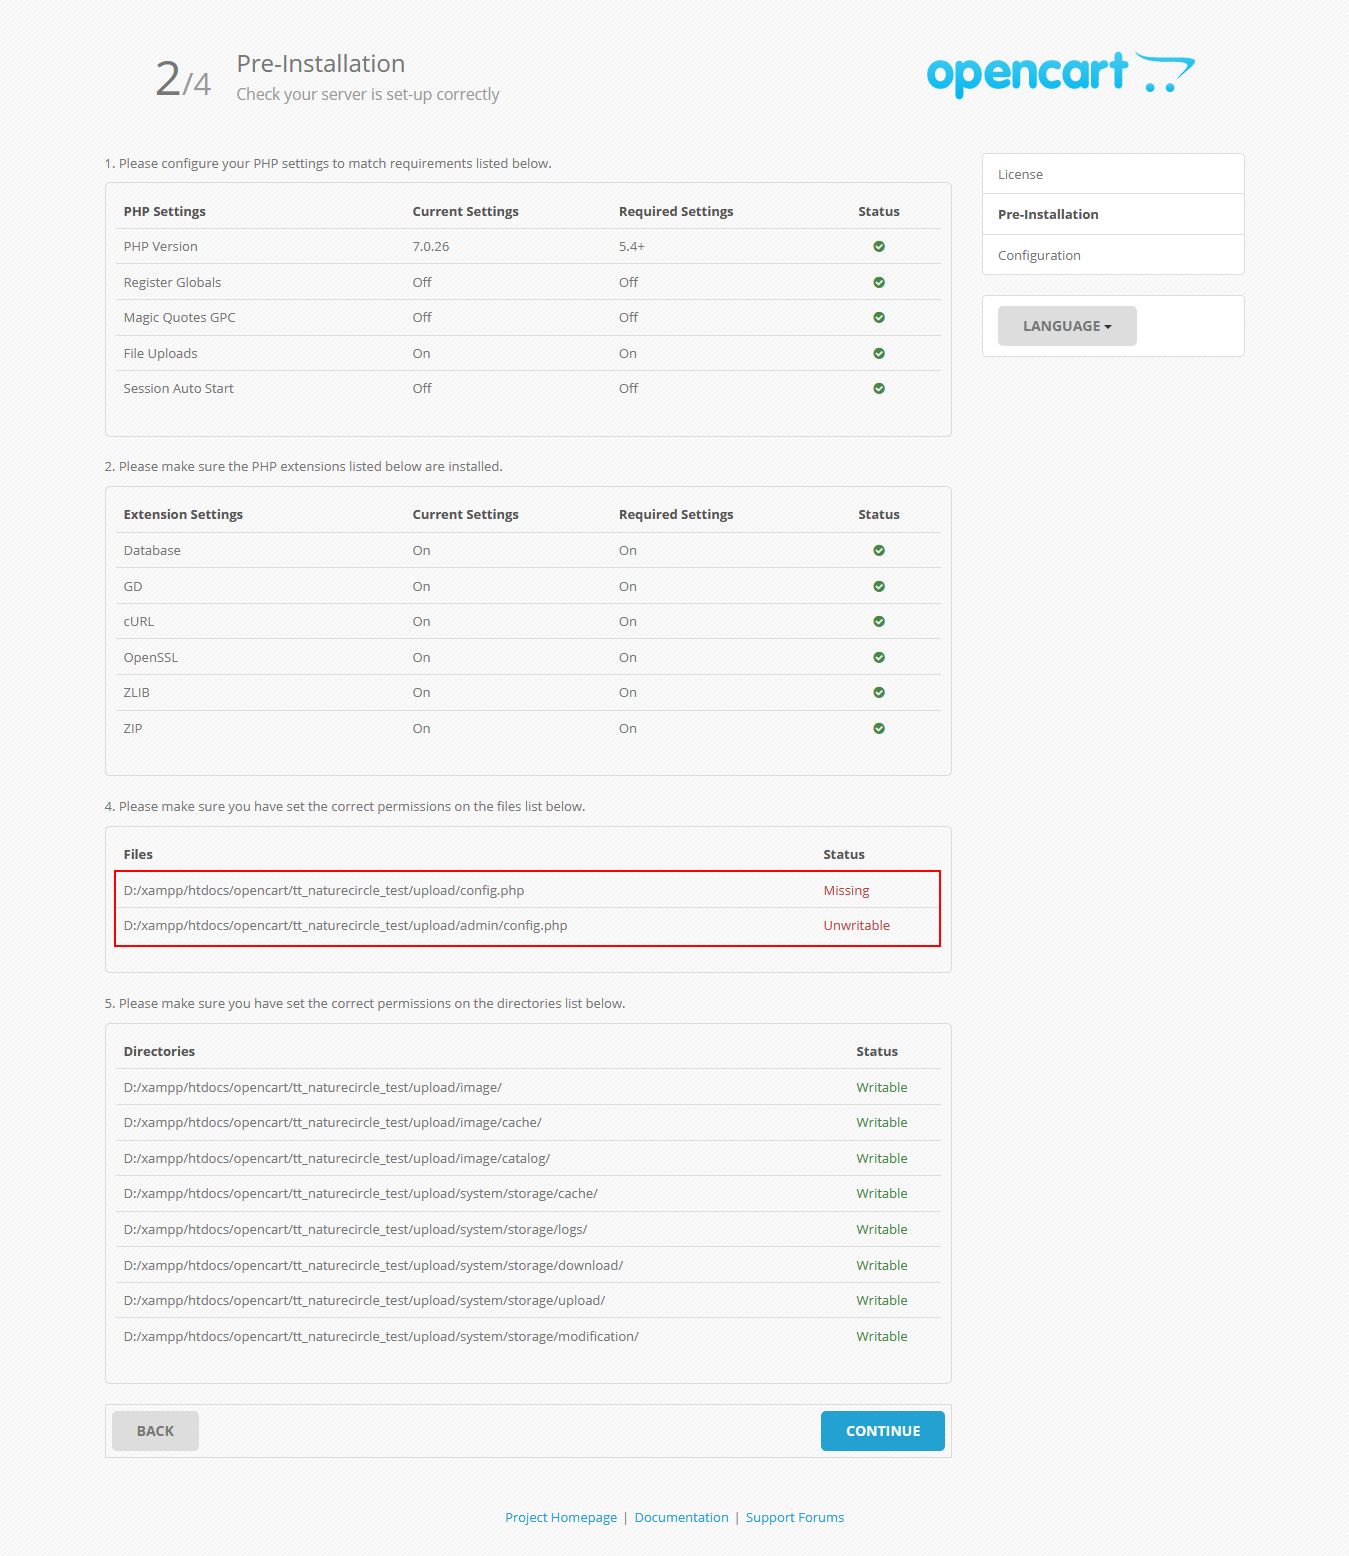 2/4
Pre-Installation
Check your server is set-up correctly
opencart
1. Please configure your PHP settings to match requirements listed below.
PHP Settings Current Settings Required Settings Status
PHP Version 7.0.26 5.4+
Register Globals Off Off
Magic Quotes GPC Off Off
File Uploads On On
Session Auto Start Off Off
License
Pre-Installation
Configuration
LANGUAGE
2. Please make sure the PHP extensions listed below are installed.
Extension Settings Current Settings Required Settings Status
Database On On
GD On On
cURL On On
OpenSSL On On
ZLIB On On
ZIP On On
4. Please make sure you have set the correct permissions on the files list below.
Files Status
D:/xampp/htdocs/opencart/tt_naturecircle_test/upload/config.php Missing
D:/xampp/htdocs/opencart/tt_naturecircle_test/upload/admin/config.php Unwritable
5. Please make sure you have set the correct permissions on the directories list below.
Directories Status
D:/xampp/htdocs/opencart/tt_naturecircle_test/upload/image/ Writable
D:/xampp/htdocs/opencart/tt_naturecircle_test/upload/image/cache/ Writable
D:/xampp/htdocs/opencart/tt_naturecircle_test/upload/image/catalog/ Writable
D:/xampp/htdocs/opencart/tt_naturecircle_test/upload/system/storage/cache/ Writable
D:/xampp/htdocs/opencart/tt_naturecircle_test/upload/system/storage/logs/ Writable
D:/xampp/htdocs/opencart/tt_naturecircle_test/upload/system/storage/download/ Writable
D:/xampp/htdocs/opencart/tt_naturecircle_test/upload/system/storage/upload/ Writable
D:/xampp/htdocs/opencart/tt_naturecircle_test/upload/system/storage/modification/ Writable
BACK CONTINUE
Project Homepage | Documentation | Support Forums